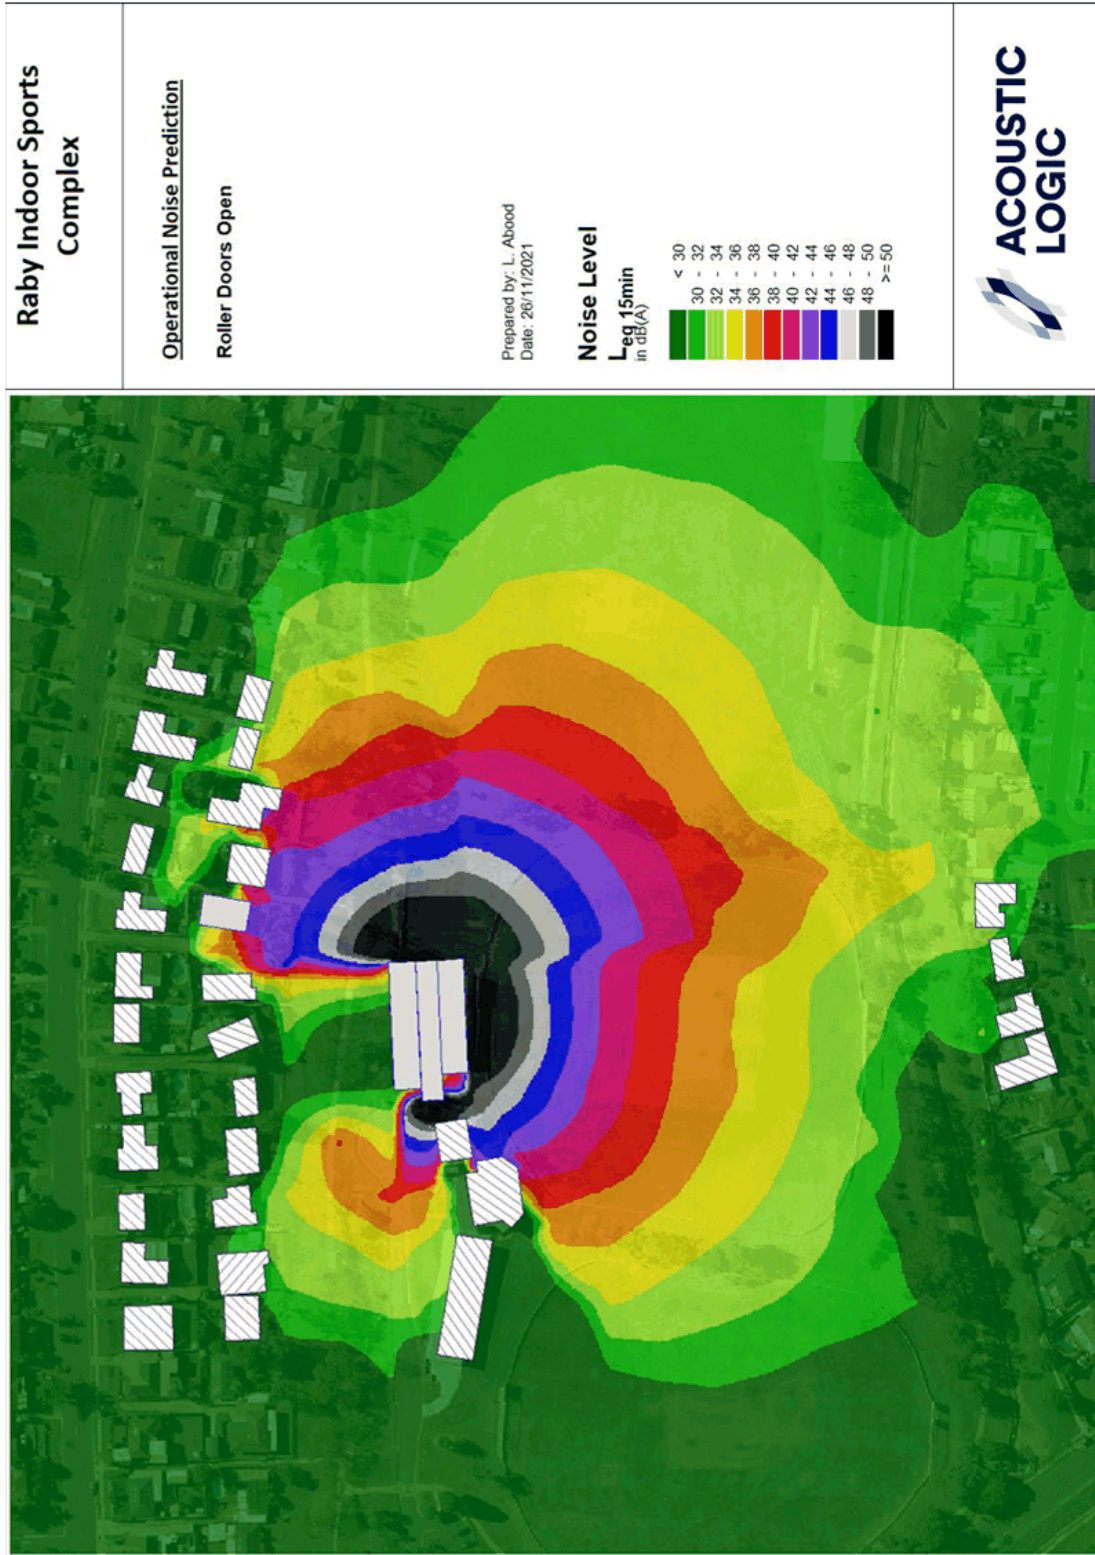 Raby Indoor Sports
Complex
Operational Noise Prediction
Roller Doors Open
Prepared by: L. Abood
Date: 26/11/2021
Noise Level
Leq 15min
in dB(A)
< 30
30 - 32
32 - 34
34 - 36
36 - 38
38 - 40
40 - 42
42 - 44
44 - 46
46 - 48
48 - 50
>=50
ACOUSTIC
LOGIC